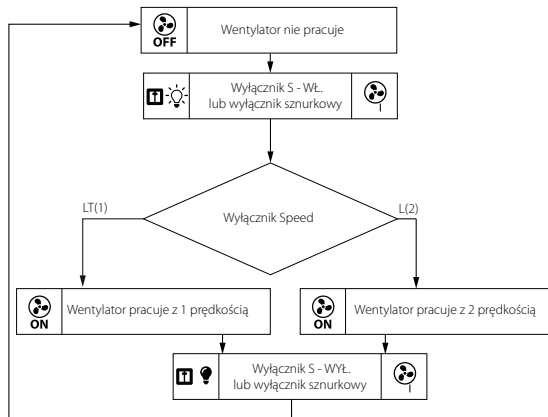 OFF
Wentylator nie pracuje
Wyłącznik S - WŁ.
lub wyłącznik sznurkowy
LT(1)
Wyłącznik Speed
L(2)
ON
Wentylator pracuje z 1 prędkością
ON
Wentylator pracuje z 2 prędkością
Wyłącznik S - WYŁ.
lub wyłącznik sznurkowy